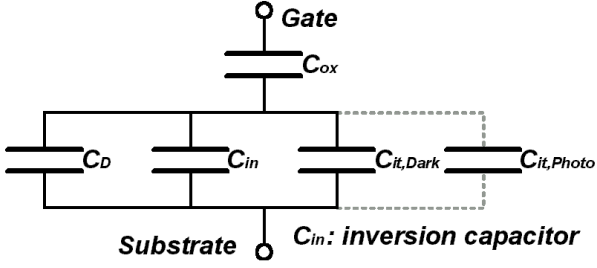 Gate
Cox
CD
Cin
Cit,Dark
Cit,Photo
Substrate
Cin: inversion capacitor